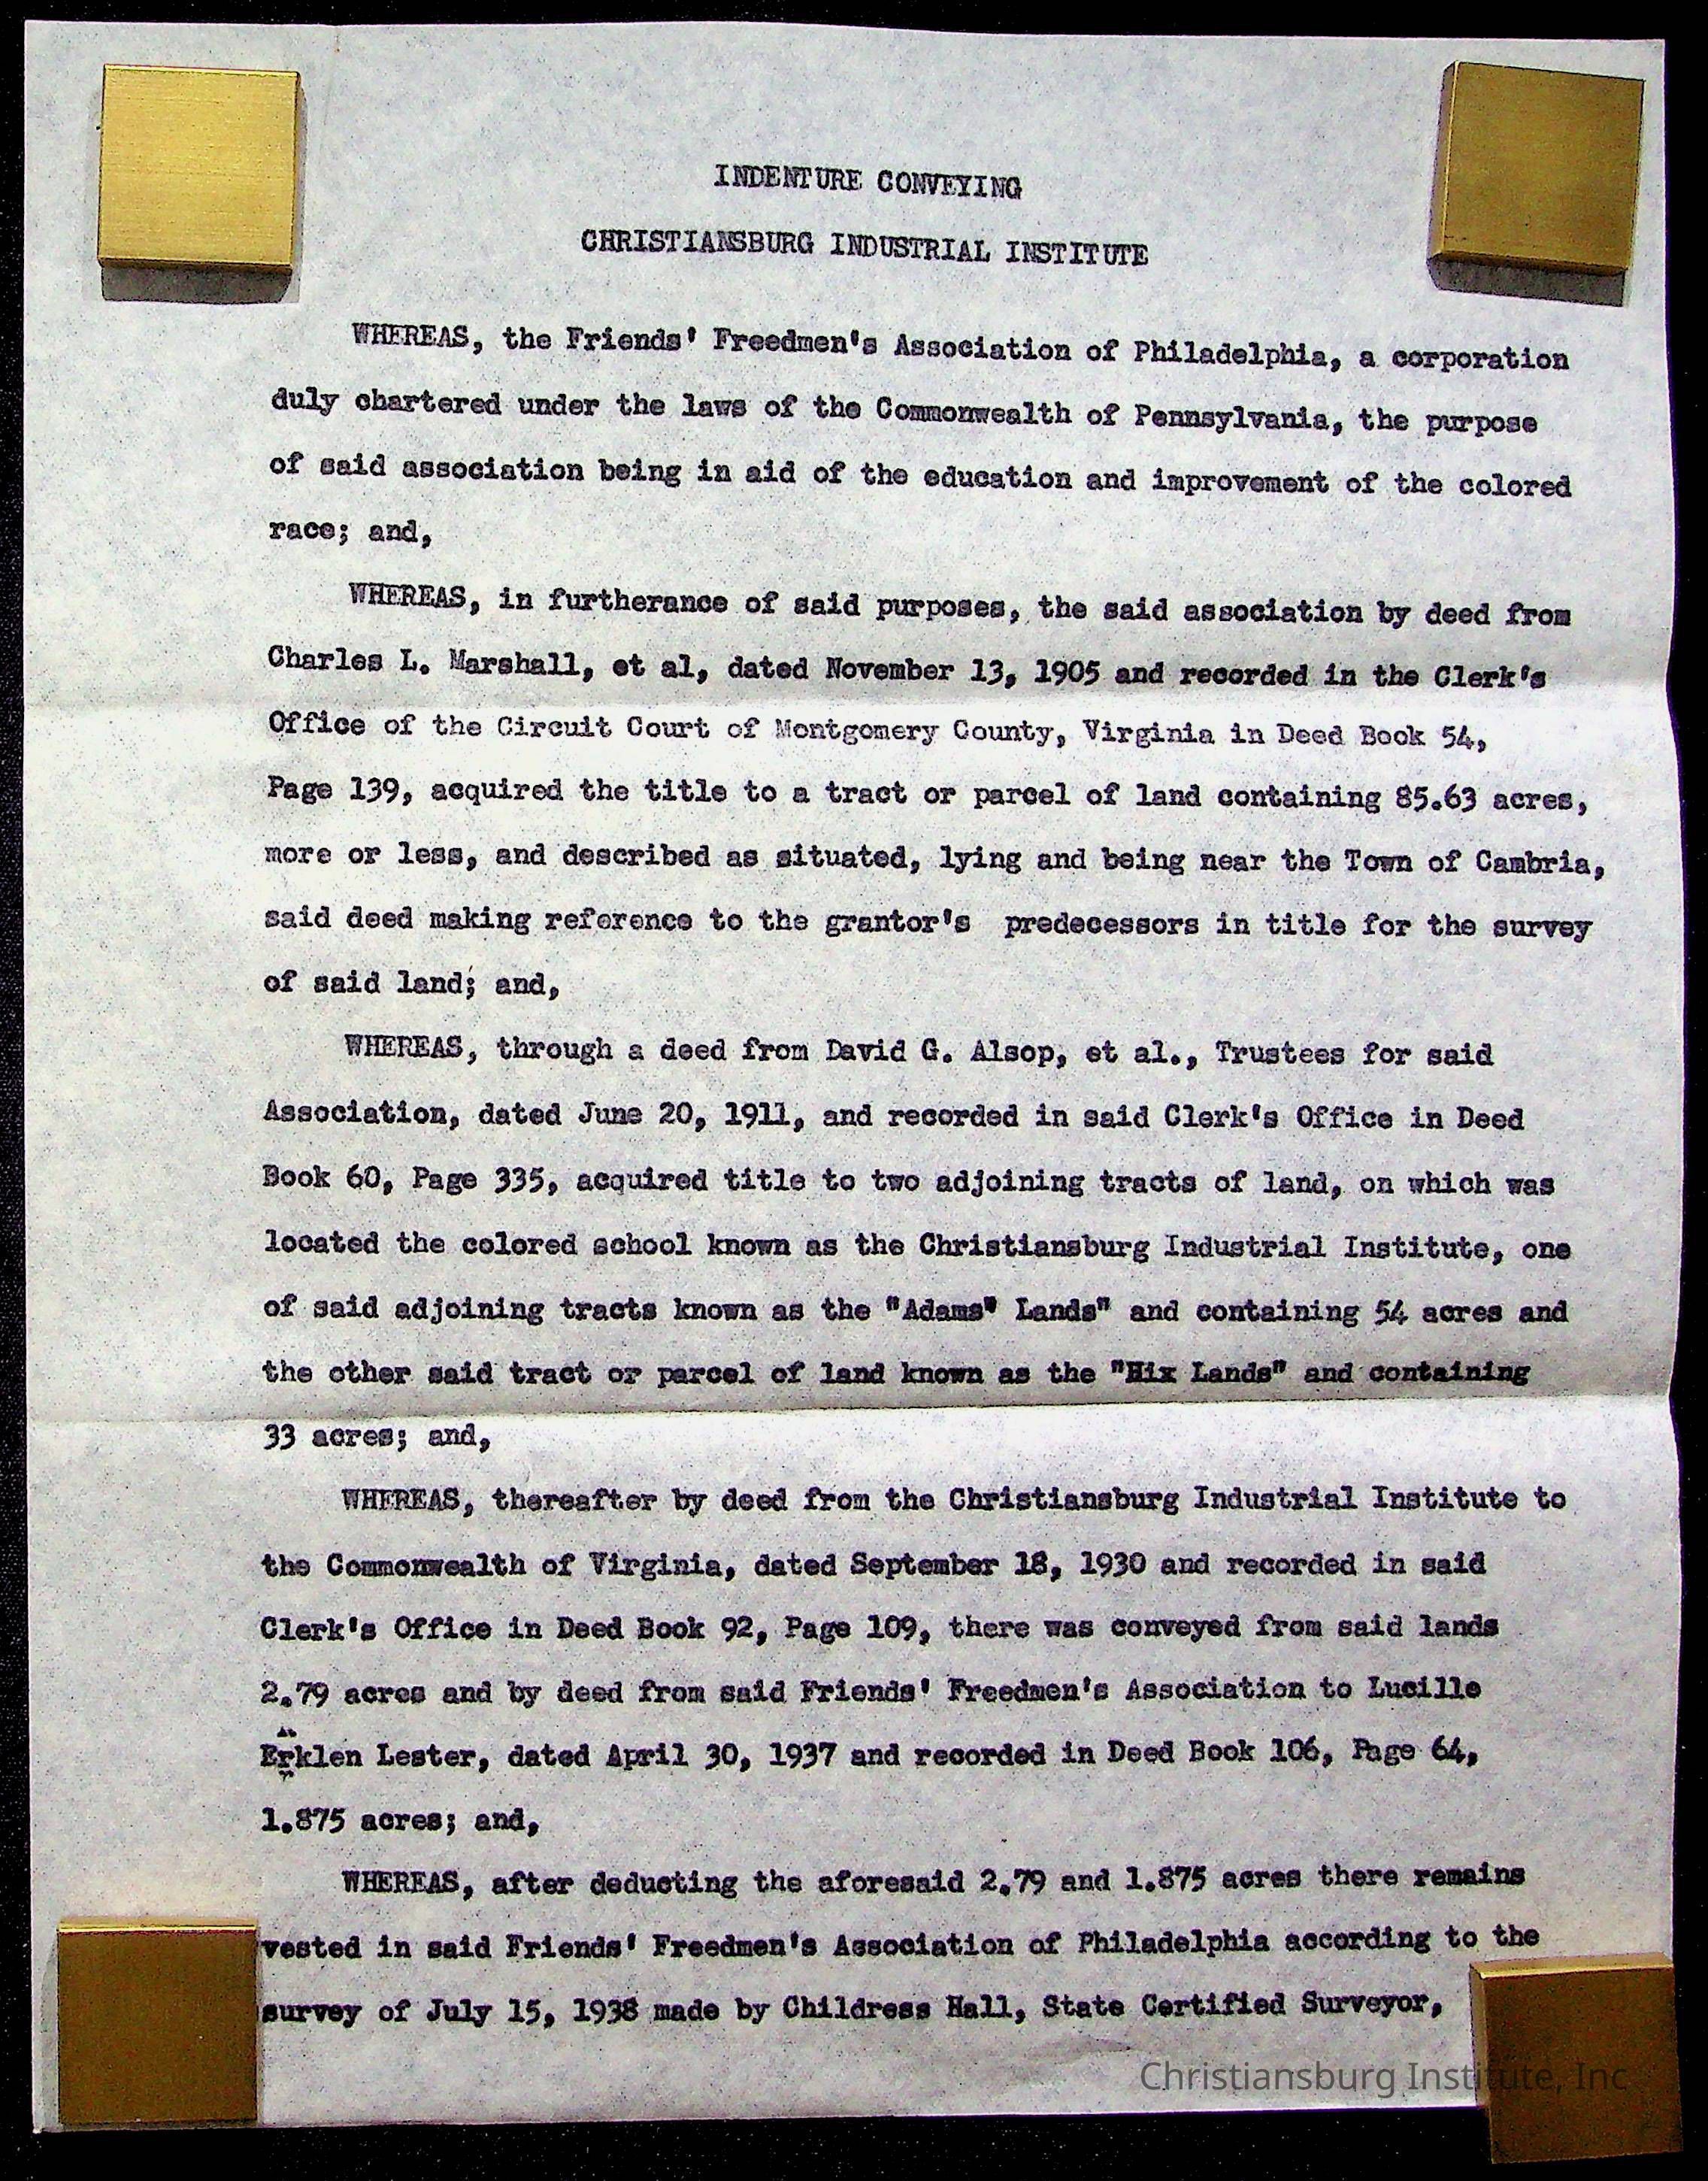 INDENTURE CONVEYING
CHRISTIANSBURG INDUSTRIAL INSTITUTE
WHEREAS, the Friends' Freedmen's Association of Philadelphia, a corporation
duly chartered under the laws of the Commonwealth of Pennsylvania, the purpose
of said association being in aid of the education and improvement of the colored
race; and,
WHEREAS, in furtherance of said purposes, the said association by deed from
Charles L. Marshall, et al, dated November 13, 1905 and recorded in the Clerk's
Office of the Circuit Court of Montgomery County, Virginia in Deed Book 54,
Page 139, acquired the title to a tract or parcel of land containing 85.63 acres,
more or less, and described as situated, lying and being near the Town of Cambria,
said deed making reference to the grantor's predecessors in title for the survey
of said land; and,
WHEREAS, through a deed from David G. Alsop, et al., Trustees for said
Association, dated June 20, 1911, and recorded in said Clerk's Office in Deed
Book 60, Page 335, acquired title to two adjoining tracts of land, on which was
located the colored school known as the Christiansburg Industrial Institute, one
of said adjoining tracts known as the "Adams" Lands" and containing 54 acres and
the other said tract or parcel of land known as the "Hix Lands" and containing
33 acres; and,
WHEREAS, thereafter by deed from the Christiansburg Industrial Institute to
the Commonwealth of Virginia, dated September 18, 1930 and recorded in said
Clerk's Office in Deed Book 92, Page 109, there was conveyed from said lands
2.79 acres and by deed from said Friends' Freedmen's Association to Lucille
Erklen Lester, dated April 30, 1937 and recorded in Deed Book 106, Page 64,
1.875 acres; and,
WHEREAS, after deducting the aforesaid 2.79 and 1.875 acres there remains
vested in said Friends' Freedmen's Association of Philadelphia according to the
survey of July 15, 1938 made by Childress Hall, State Certified Surveyor,
Christiansburg Institute, Inc